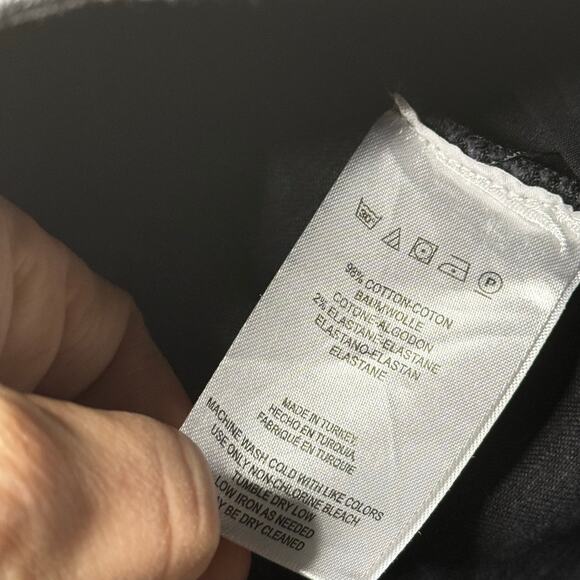 30°
P
98% COTTON-COTON
BAUMWOLLE
COTONE-ALGODON
2% ELASTANE-ELASTANE
ELASTANO-ELASTAN
ELASTANE
MADE IN TURKEY
HECHO EN TURQUIA
FABRIQUÉ EN TURQUIE
MACHINE WASH COLD WITH LIKE COLORS
USE ONLY NON-CHLORINE BLEACH
TUMBLE DRY LOW
LOW IRON AS NEEDED
BE DRY CLEANED